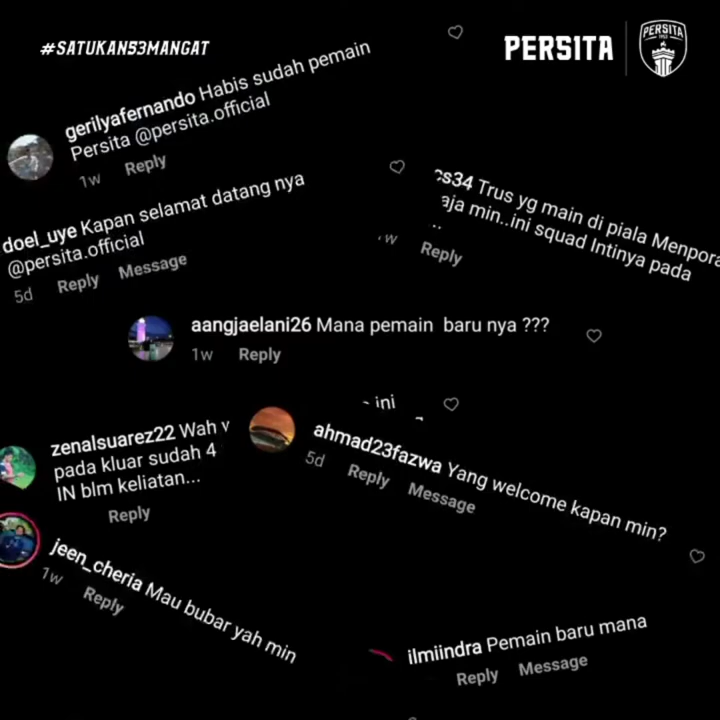 #SATUKAN53MANGAT
PERSITA
PERSITA
gerilyafernando Habis sudah pemain
Persita @persita.official
1w Reply
doel_uye Kapan selamat datang nya
@persita.official
5d Reply Message
cs34 Trus yg main di piala Menpora
aja min..ini squad Intinya pada
..
w Reply
aangjaelani26 Mana pemain baru nya ???
1w Reply
- ini
zenalsuarez22 Wah
pada kluar sudah 4
IN blm keliatan...
Reply
ahmad23fazwa Yang welcome kapan min?
5d Reply Message
jeen_cheria Mau bubar yah min
1w Reply
ilmiindra Pemain baru mana
Reply Message